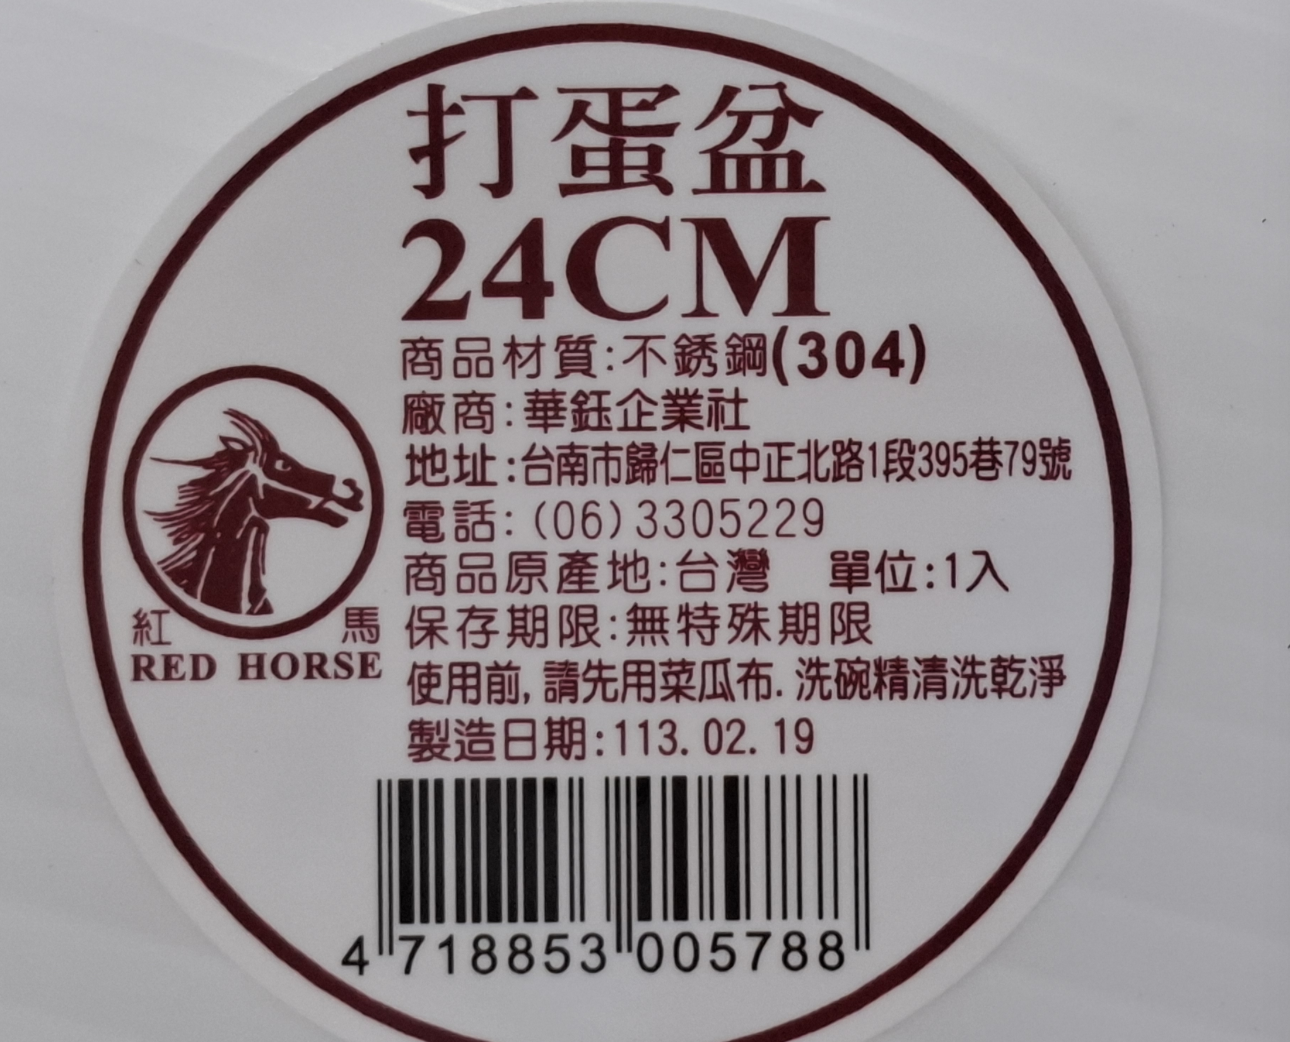 打蛋盆
24CM
商品材質:不銹鋼(304)
廠商:華鈺企業社
地址:台南市歸仁區中正北路1段395巷79號
電話:(06)3305229
商品原產地:台灣 單位:1入
保存期限:無特殊期限
使用前,請先用菜瓜布.洗碗精清洗乾淨
製造日期:113.02.19
紅 馬
RED HORSE
4 718853 005788